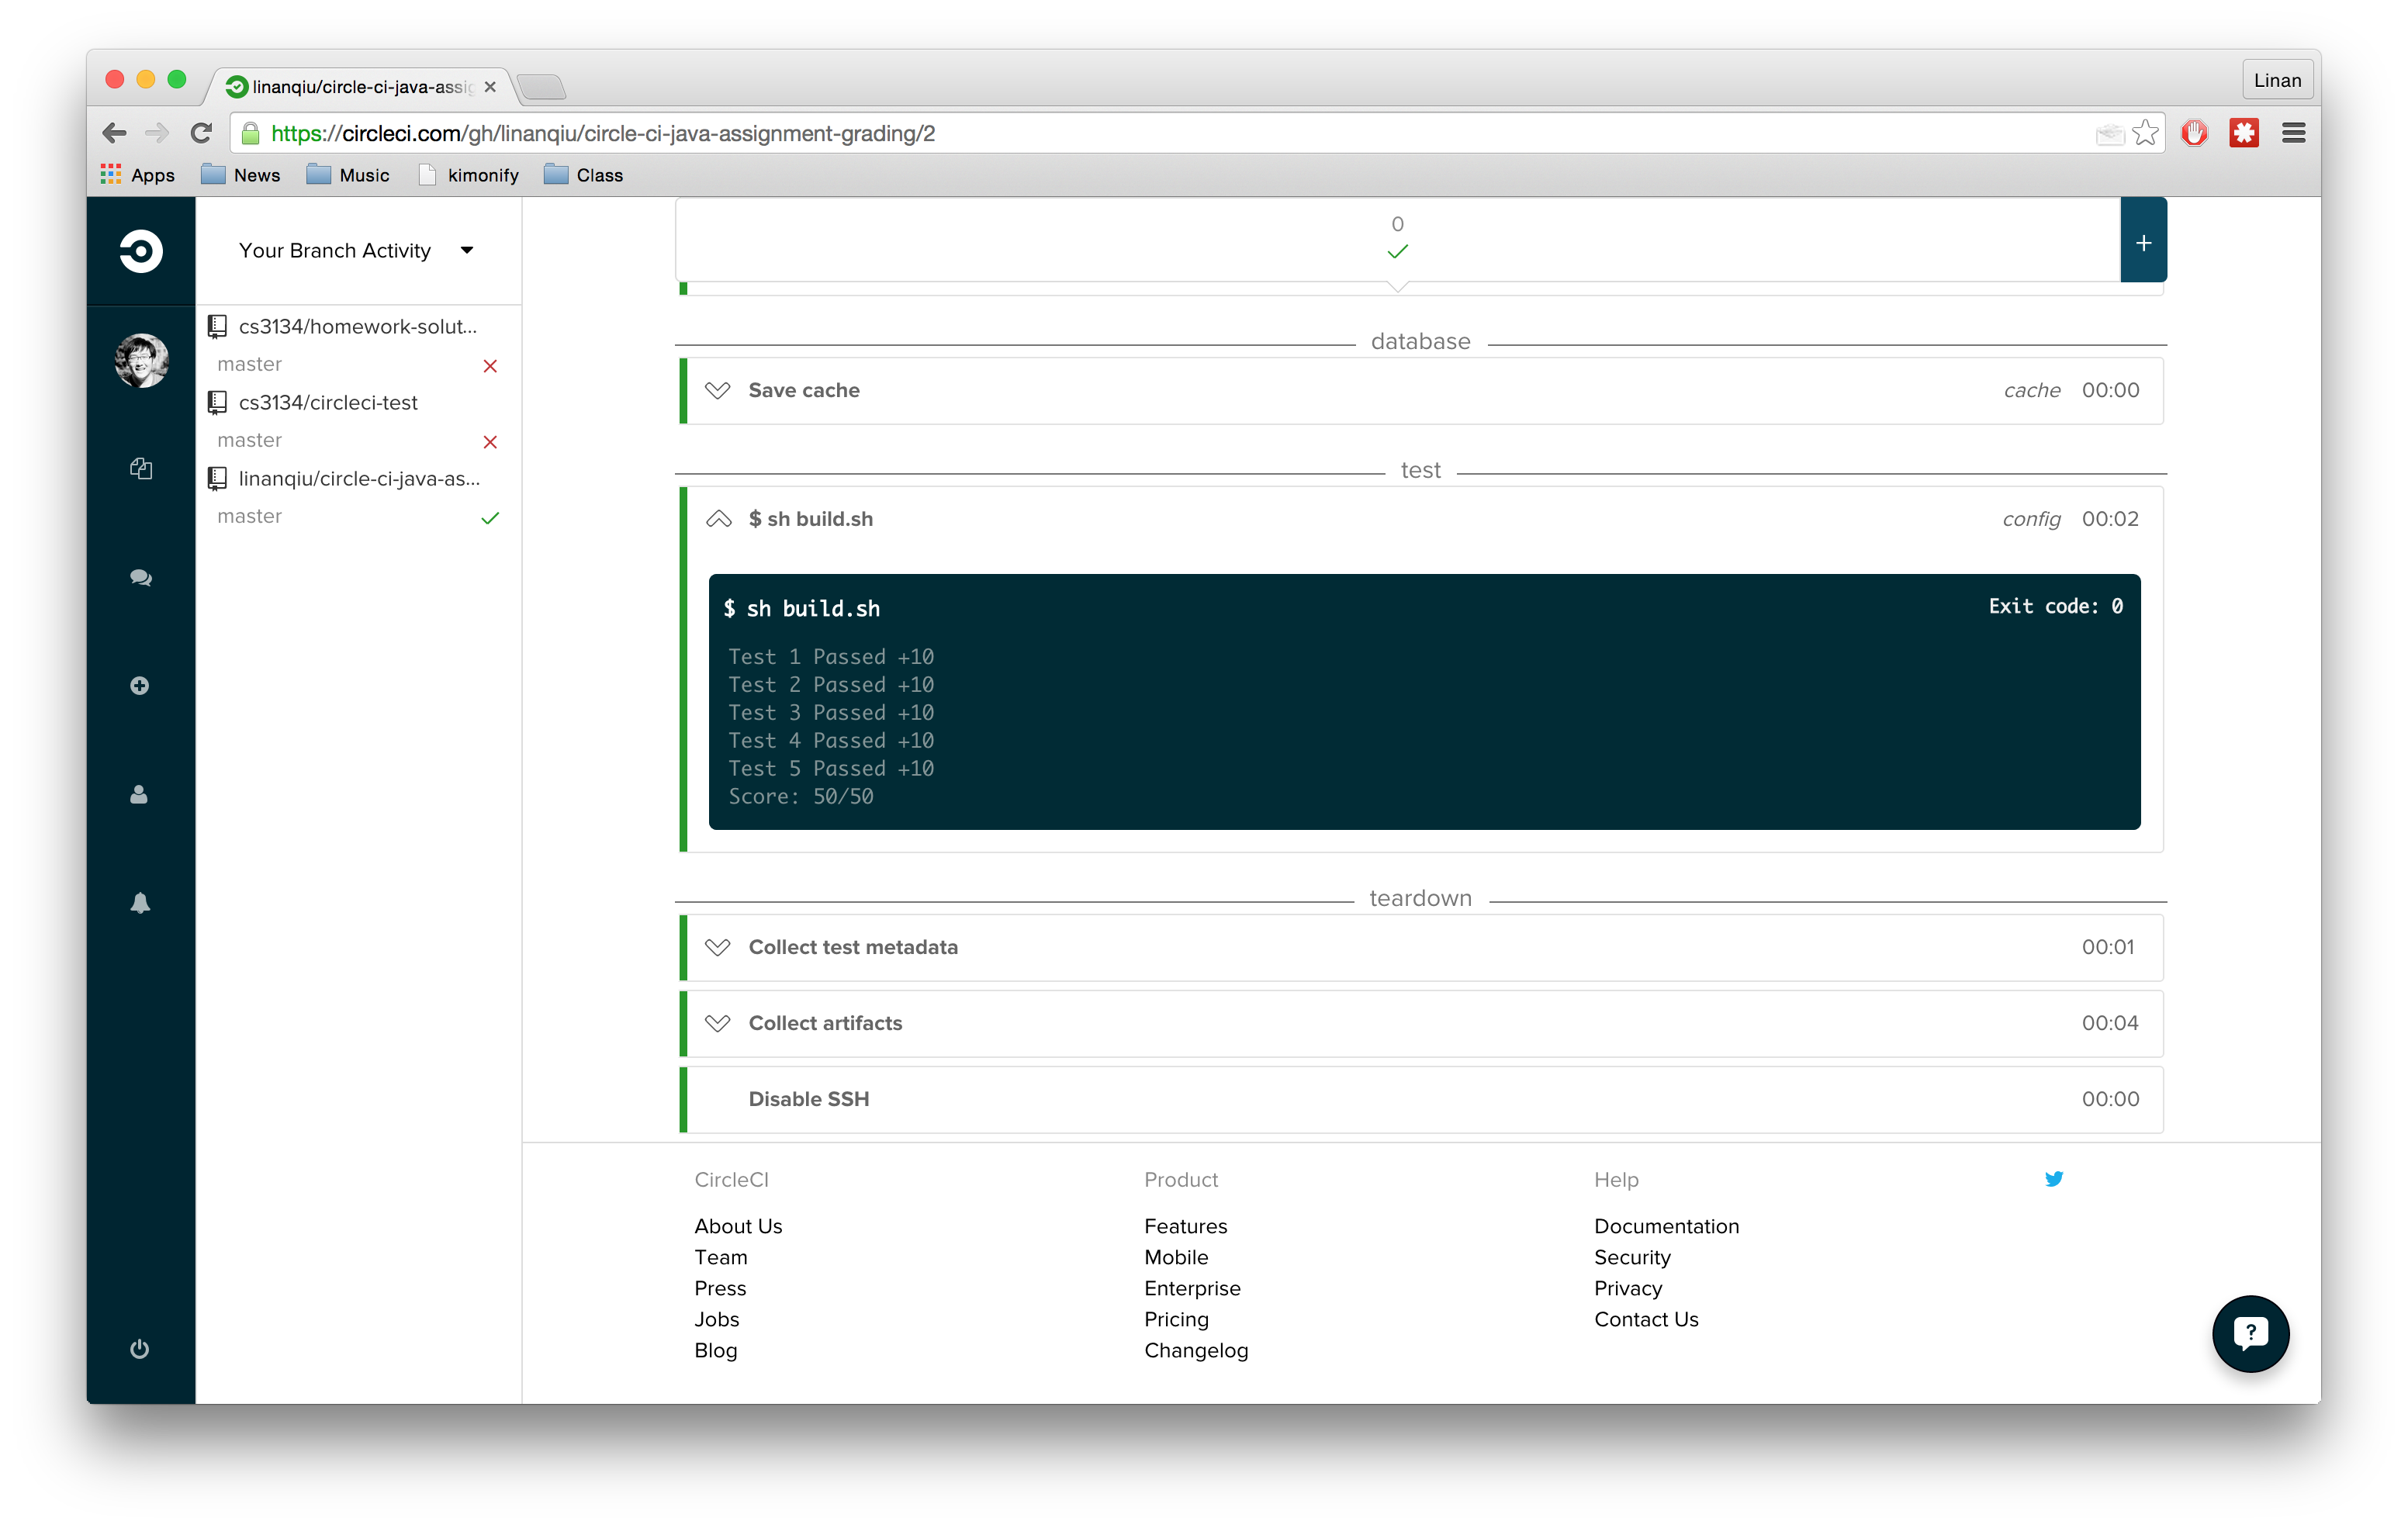 linanqiu/circle-ci-java-assig
Linan
https://circleci.com/gh/linanqiu/circle-ci-java-assignment-grading/2
Apps News Music kimonify Class
Your Branch Activity
cs3134/homework-solut...
master
cs3134/circleci-test
master
linanqiu/circle-ci-java-as...
master
0
+
database
Save cache cache 00:00
test
$ sh build.sh config 00:02
$ sh build.sh Exit code: 0
Test 1 Passed +10
Test 2 Passed +10
Test 3 Passed +10
Test 4 Passed +10
Test 5 Passed +10
Score: 50/50
teardown
Collect test metadata 00:01
Collect artifacts 00:04
Disable SSH 00:00
CircleCI
About Us
Team
Press
Jobs
Blog
Product
Features
Mobile
Enterprise
Pricing
Changelog
Help
Documentation
Security
Privacy
Contact Us
?